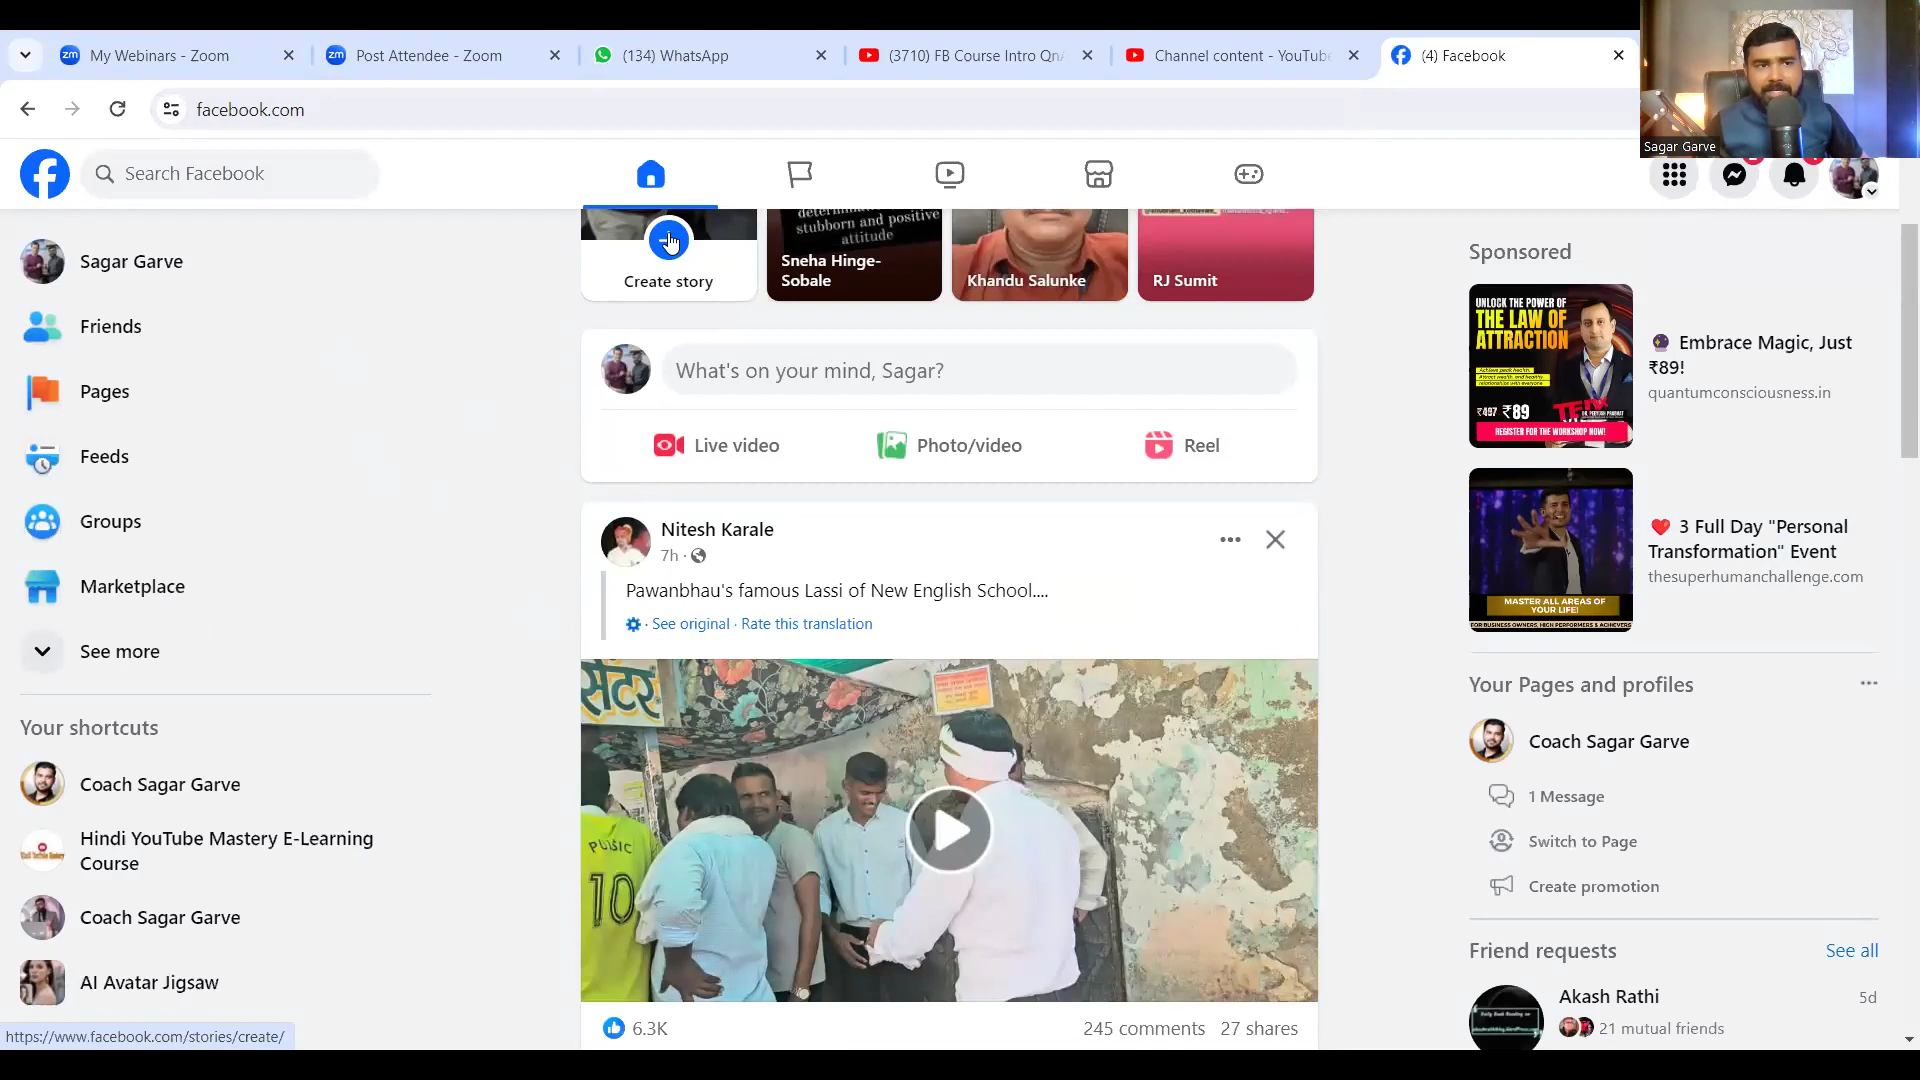 My Webinars - Zoom
Post Attendee - Zoom
(134) WhatsApp
(3710) FB Course Intro Qn
Channel content - YouTube
(4) Facebook
facebook.com
Sagar Garve
Search Facebook
stubborn and positive
attitude
Create story
Sneha Hinge-
Sobale
Khandu Salunke
RJ Sumit
Sagar Garve
Friends
Pages
Feeds
Groups
Marketplace
See more
Your shortcuts
Coach Sagar Garve
Hindi YouTube Mastery E-Learning
Course
Coach Sagar Garve
AI Avatar Jigsaw
https://www.facebook.com/stories/create/
What's on your mind, Sagar?
Live video
Photo/video
Reel
Nitesh Karale
7h ·
Pawanbhau's famous Lassi of New English School....
· See original · Rate this translation
सेंटर
10
6.3K
245 comments
27 shares
Sponsored
UNLOCK THE POWER OF
THE LAW OF
ATTRACTION
₹497 ₹89
TEDx
REGISTER FOR THE WORKSHOP NOW!
Embrace Magic, Just
₹89!
quantumconsciousness.in
MASTER ALL AREAS OF
YOUR LIFE!
FOR BUSINESS OWNERS, HIGH PERFORMERS & ACHIEVERS
3 Full Day "Personal
Transformation" Event
thesuperhumanchallenge.com
Your Pages and profiles
Coach Sagar Garve
1 Message
Switch to Page
Create promotion
Friend requests
See all
Akash Rathi
5d
21 mutual friends